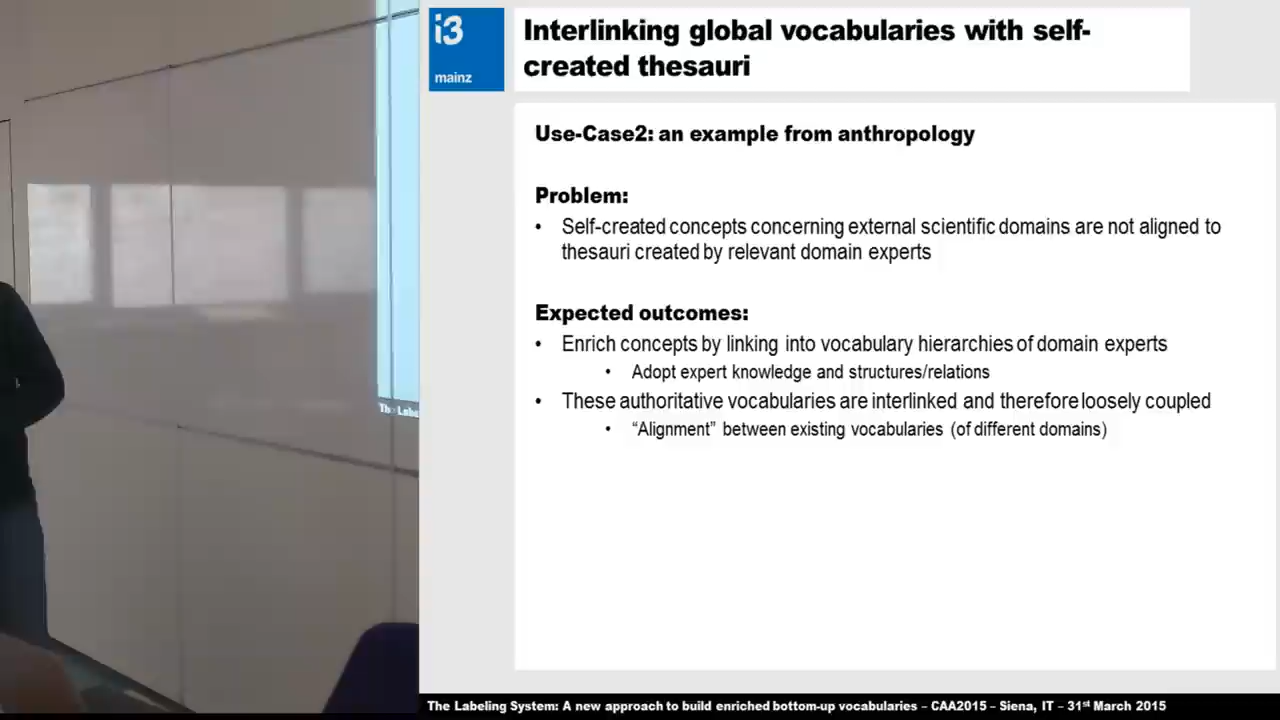 i3
mainz
Interlinking global vocabularies with self-
created thesauri
Use-Case2: an example from anthropology
Problem:
• Self-created concepts concerning external scientific domains are not aligned to
thesauri created by relevant domain experts
Expected outcomes:
• Enrich concepts by linking into vocabulary hierarchies of domain experts
• Adopt expert knowledge and structures/relations
• These authoritative vocabularies are interlinked and therefore loosely coupled
• “Alignment” between existing vocabularies (of different domains)
The Labe
The Labeling System: A new approach to build enriched bottom-up vocabularies – CAA2015 – Siena, IT – 31st March 2015